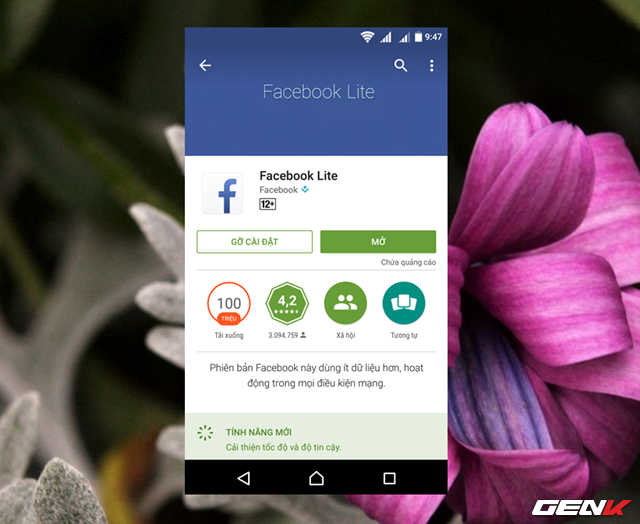 9:47
Facebook Lite
f
Facebook Lite
Facebook
12+
GỠ CÀI ĐẶT
MỞ
Chứa quảng cáo
100
TRIỆU
4,2
Tải xuống
3.094.759
Xã hội
Tương tự
Phiên bản Facebook này dùng ít dữ liệu hơn, hoạt
động trong mọi điều kiện mạng.
TÍNH NĂNG MỚI
Cải thiện tốc độ và độ tin cậy.
GENK